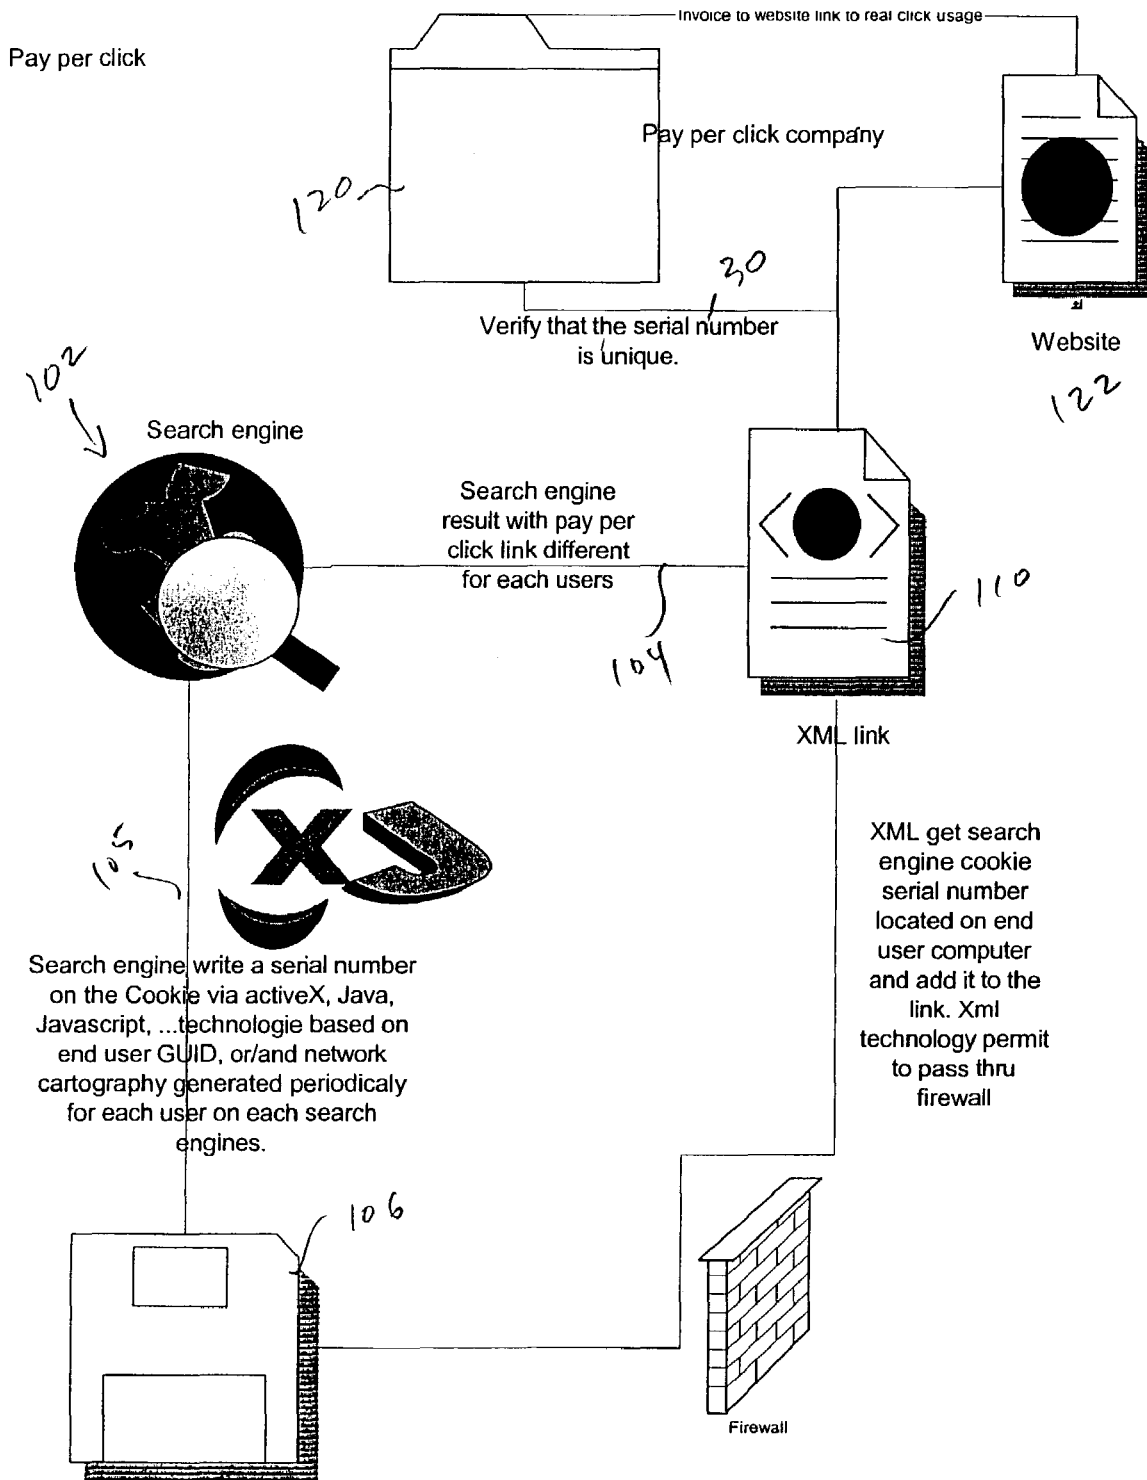 Invoice to website link to real click usage
Pay per click
Pay per click company
120
30
Verify that the serial number
is unique.
Website
122
102
Search engine
Search engine
result with pay per
click link different
for each users
104
110
XML link
X
105
XML get search
engine cookie
serial number
located on end
user computer
and add it to the
link. Xml
technology permit
to pass thru
firewall
Search engine write a serial number
on the Cookie via activeX, Java,
Javascript, ...technologie based on
end user GUID, or/and network
cartography generated periodicaly
for each user on each search
engines.
106
Firewall